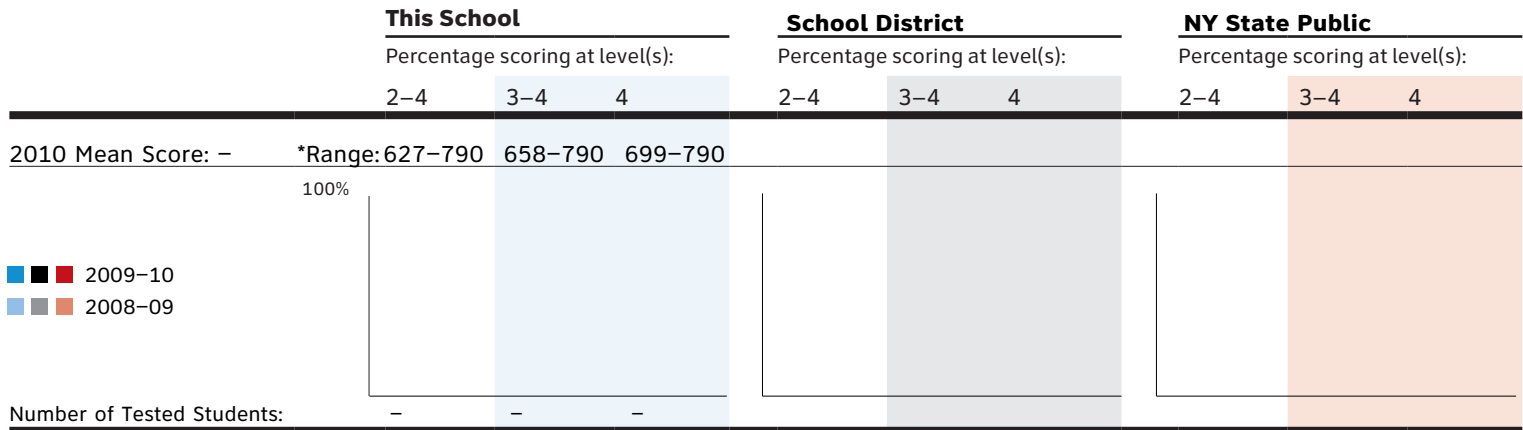 This School School District NY State Public
Percentage scoring at level(s): Percentage scoring at level(s): Percentage scoring at level(s):
2–4 3–4 4 2–4 3–4 4 2–4 3–4 4
2010 Mean Score: – *Range: 627–790 658–790 699–790
100%
2009–10
2008–09
Number of Tested Students: – – –